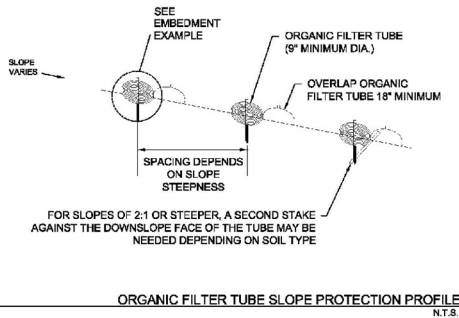 SEE
EMBEDMENT
EXAMPLE
ORGANIC FILTER TUBE
(9" MINIMUM DIA.)
SLOPE
VARIES
OVERLAP ORGANIC
FILTER TUBE 18" MINIMUM
SPACING DEPENDS
ON SLOPE
STEEPNESS
FOR SLOPES OF 2:1 OR STEEPER, A SECOND STAKE
AGAINST THE DOWNSLOPE FACE OF THE TUBE MAY BE
NEEDED DEPENDING ON SOIL TYPE
ORGANIC FILTER TUBE SLOPE PROTECTION PROFILE
N.T.S.